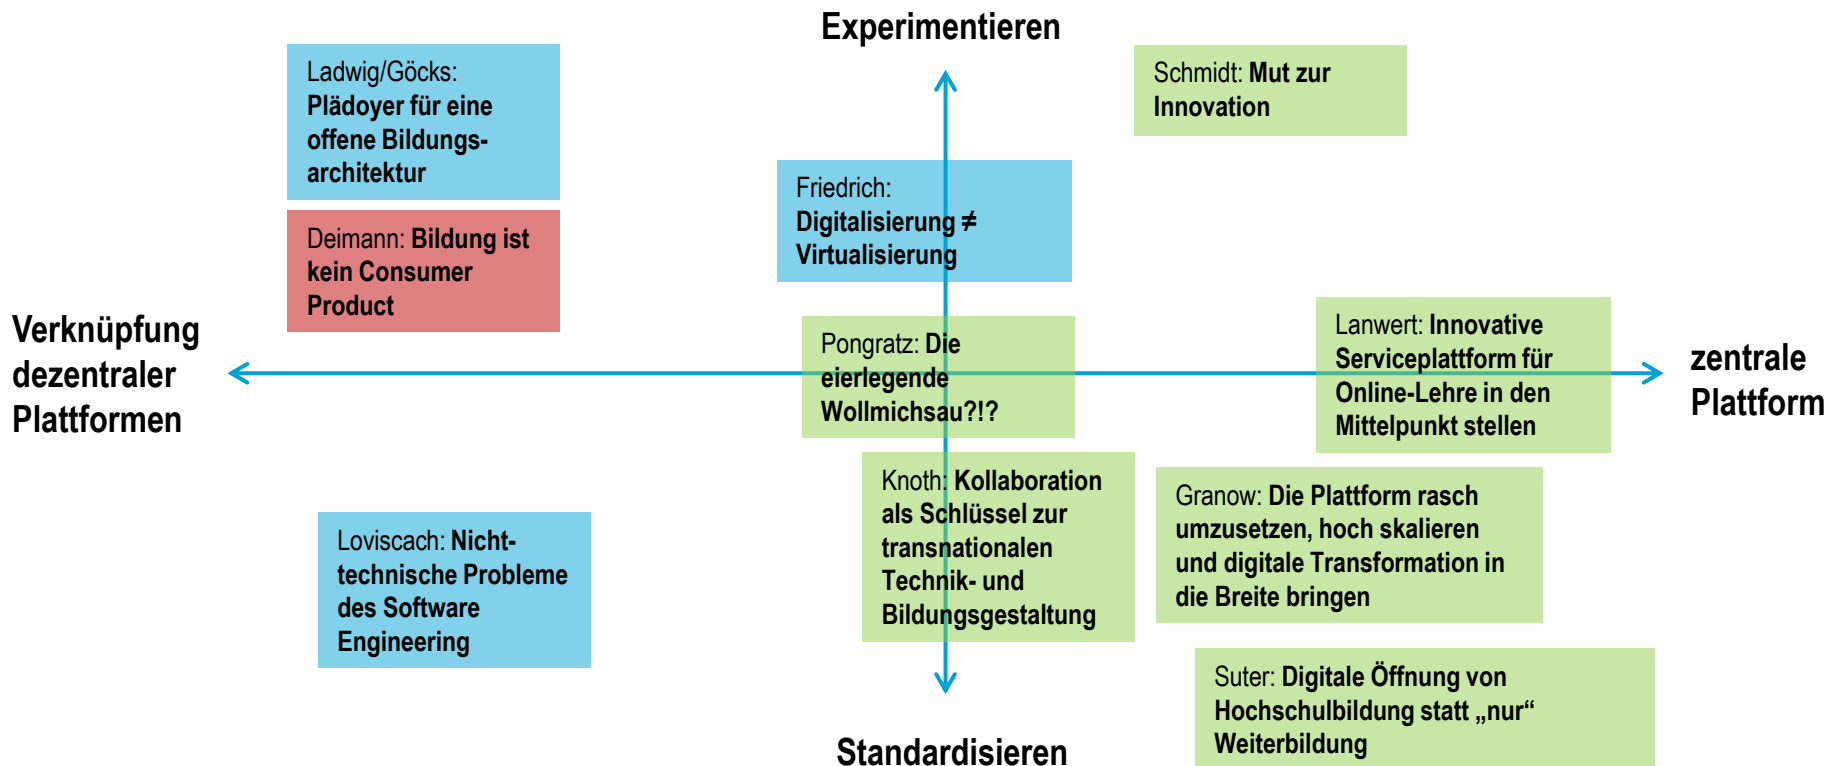 Experimentieren
Ladwig/Göcks:
Plädoyer für eine
offene Bildungs-
architektur
Schmidt: Mut zur
Innovation
Friedrich:
Digitalisierung ≠
Virtualisierung
Deimann: Bildung ist
kein Consumer
Product
Verknüpfung
dezentraler
Plattformen
Pongratz: Die
eierlegende
Wollmichsau?!?
Lanwert: Innovative
Serviceplattform für
Online-Lehre in den
Mittelpunkt stellen
zentrale
Plattform
Knoth: Kollaboration
als Schlüssel zur
transnationalen
Technik- und
Bildungsgestaltung
Granow: Die Plattform rasch
umzusetzen, hoch skalieren
und digitale Transformation in
die Breite bringen
Loviscach: Nicht-
technische Probleme
des Software
Engineering
Suter: Digitale Öffnung von
Hochschulbildung statt „nur“
Weiterbildung
Standardisieren